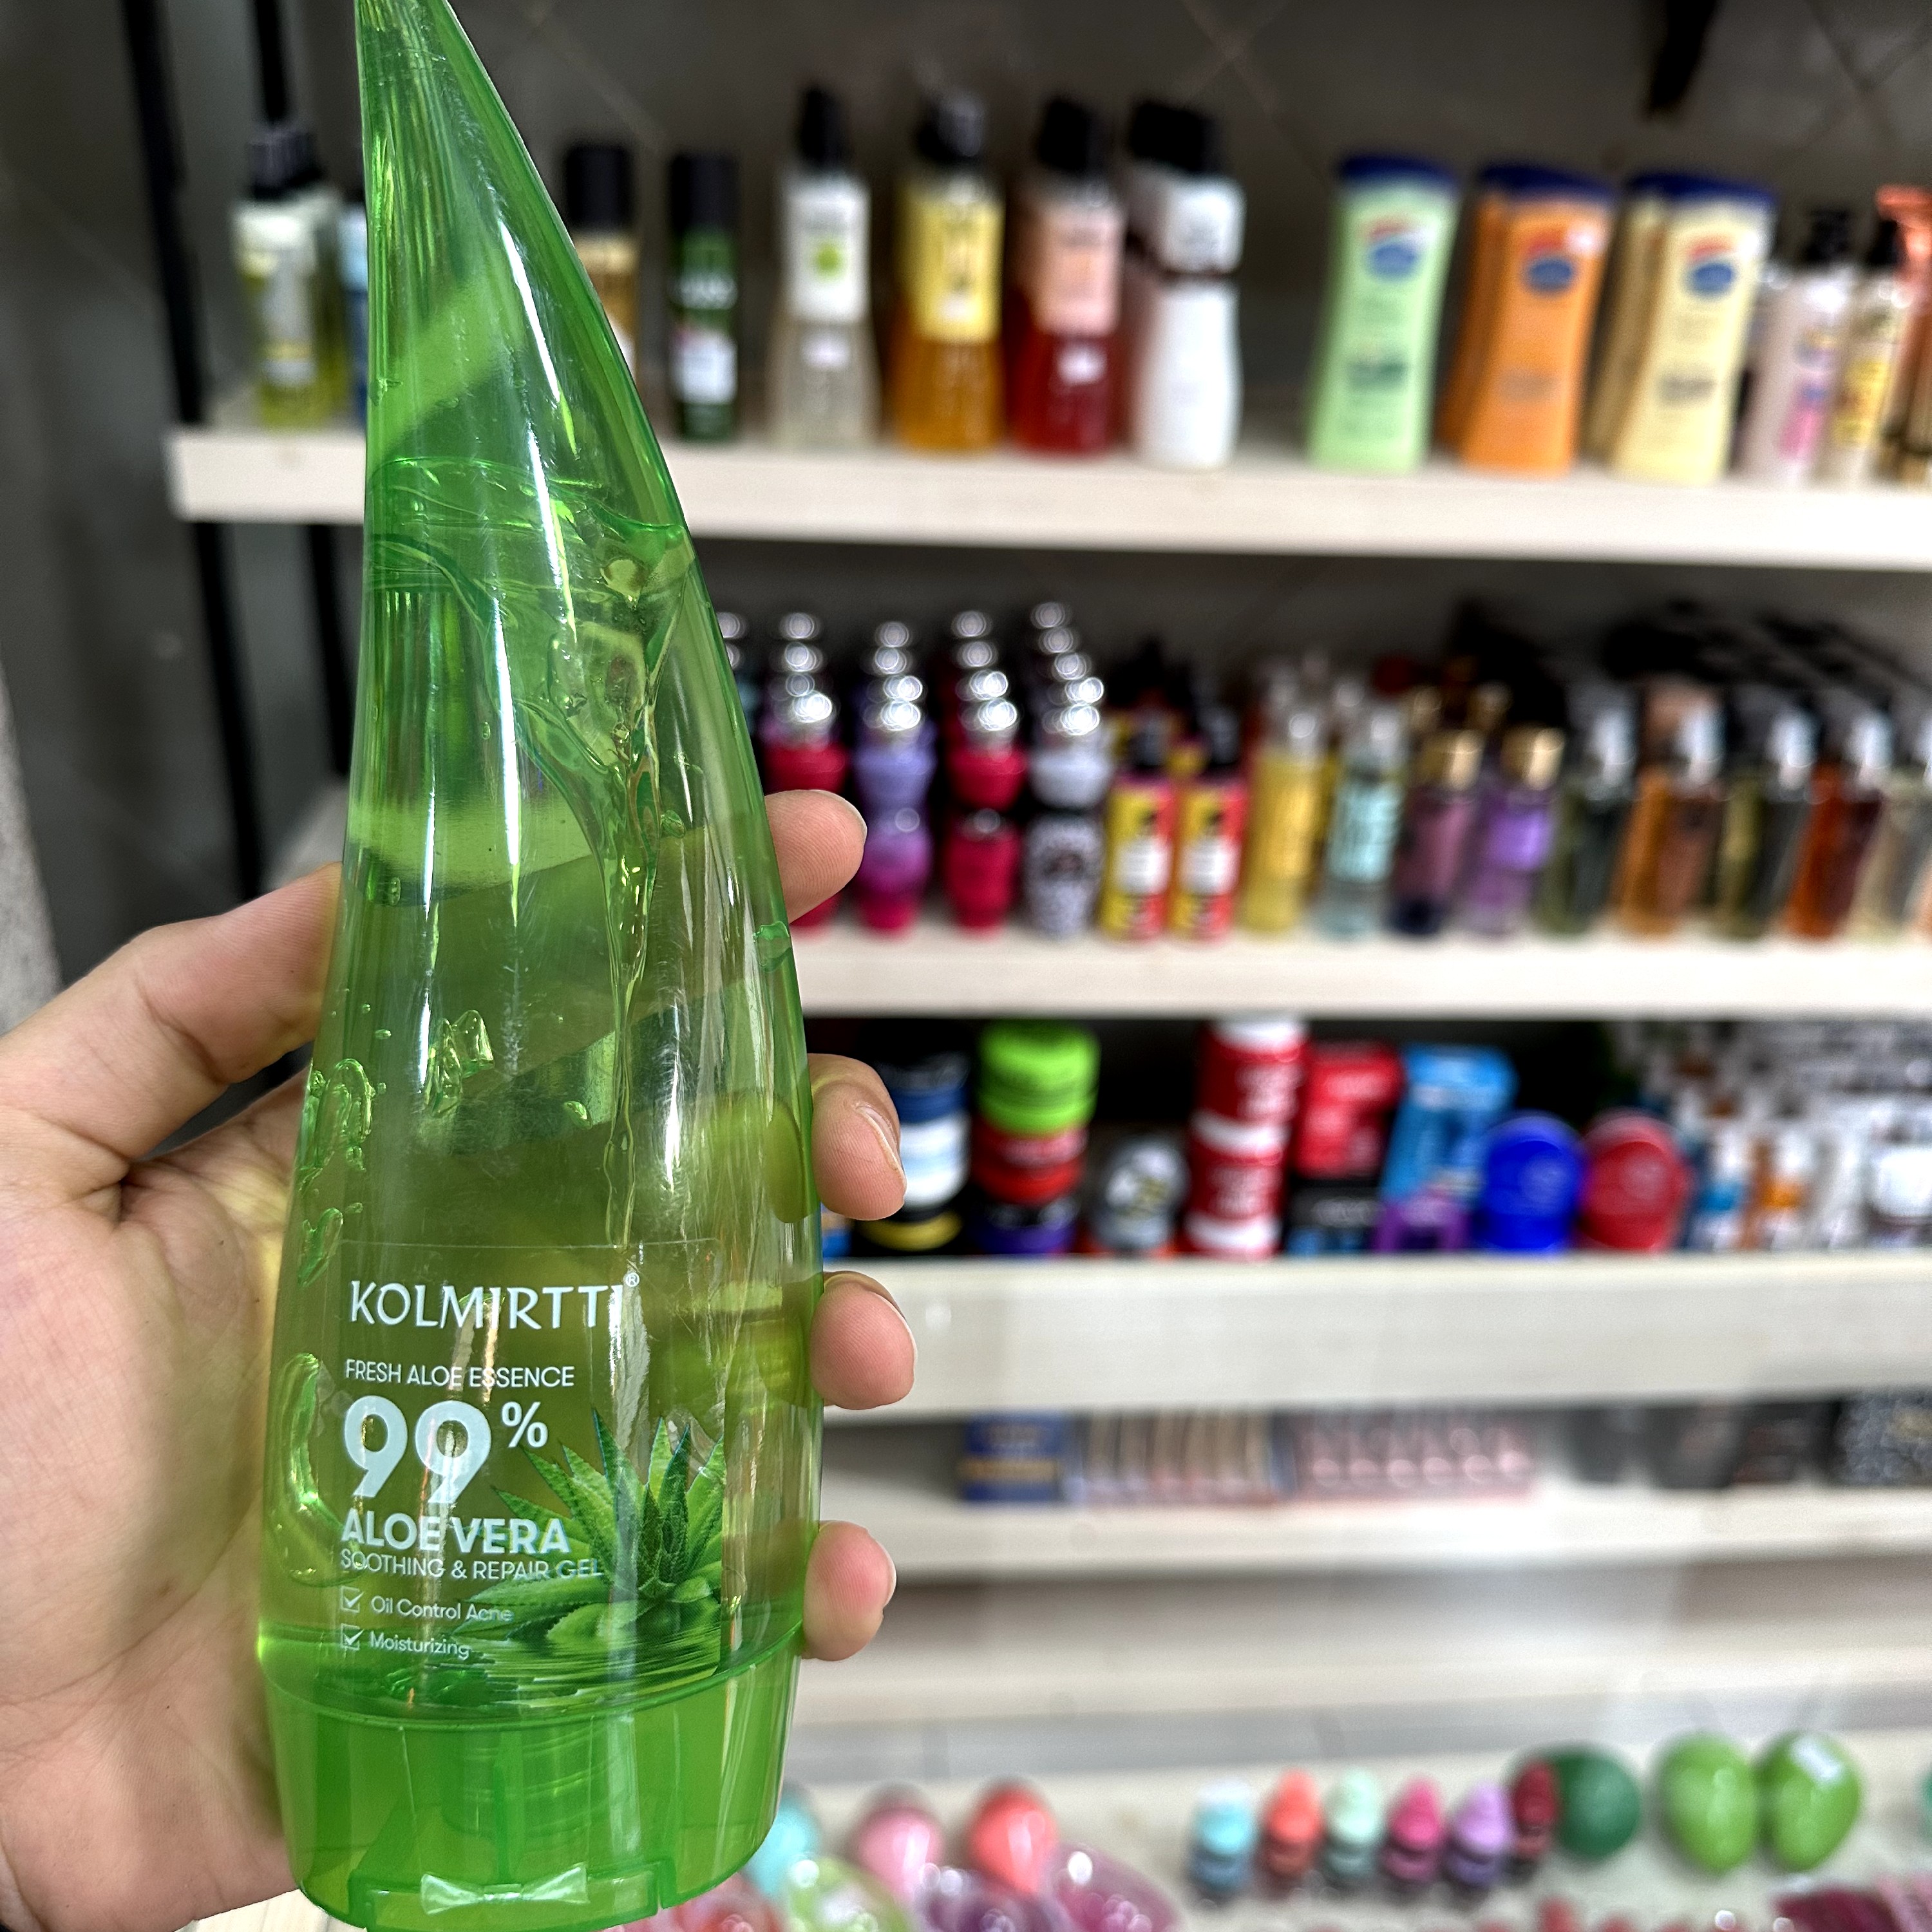 KOLMIRTTI®
FRESH ALOE ESSENCE
99%
ALOE VERA
SOOTHING & REPAIR GEL
Oil Control Acne
Moisturizing